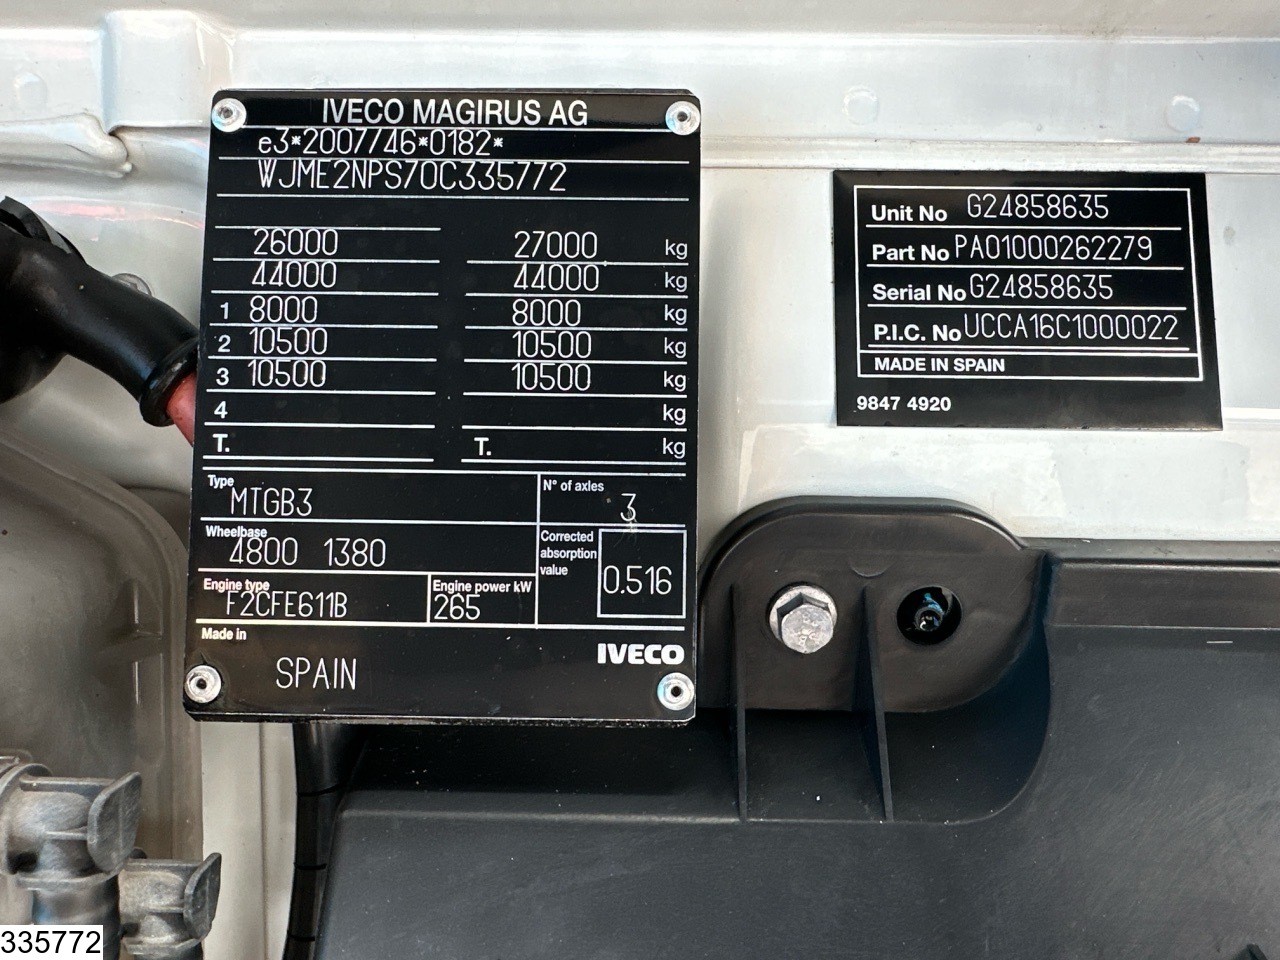 IVECO MAGIRUS AG
e3*2007/46*0182*
WJME2NPS70C335772
26000 27000 kg
44000 44000 kg
1 8000 8000 kg
2 10500 10500 kg
3 10500 10500 kg
4 kg
T. T. kg
Type MTGB3
N° of axles 3
Wheelbase 4800 1380
Corrected absorption value 0.516
Engine type F2CFE611B
Engine power kW 265
Made in
SPAIN
IVECO
Unit No G24858635
Part No PA01000262279
Serial No G24858635
P.I.C. No UCCA16C1000022
MADE IN SPAIN
9847 4920
335772